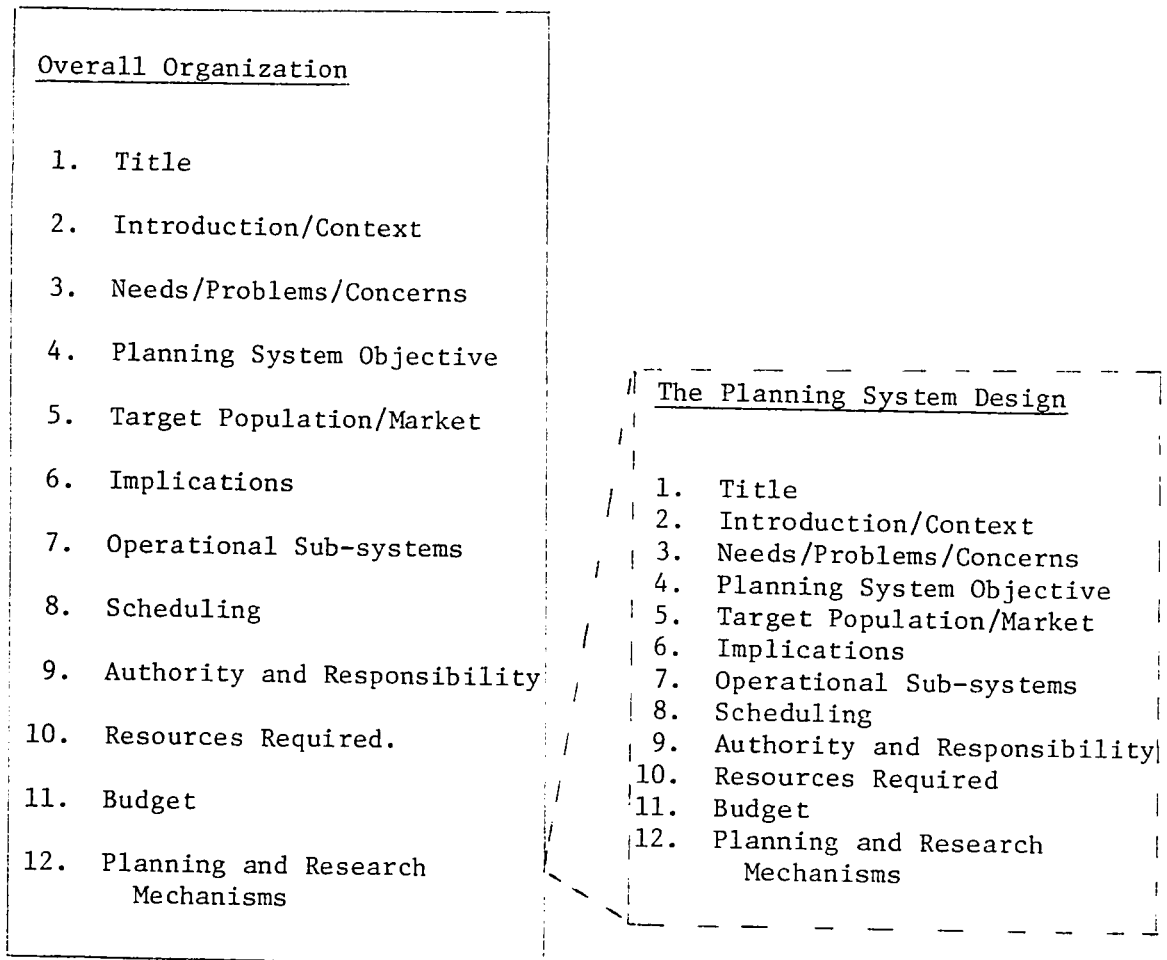 Overall Organization
1. Title
2. Introduction/Context
3. Needs/Problems/Concerns
4. Planning System Objective
5. Target Population/Market
6. Implications
7. Operational Sub-systems
8. Scheduling
9. Authority and Responsibility
10. Resources Required.
11. Budget
12. Planning and Research
Mechanisms
The Planning System Design
1. Title
2. Introduction/Context
3. Needs/Problems/Concerns
4. Planning System Objective
5. Target Population/Market
6. Implications
7. Operational Sub-systems
8. Scheduling
9. Authority and Responsibility
10. Resources Required
11. Budget
12. Planning and Research
Mechanisms